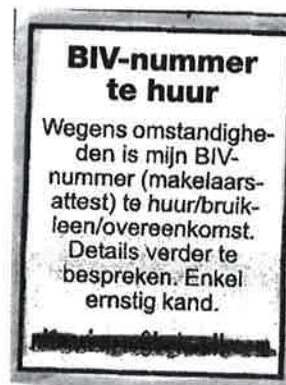 BIV-nummer
te huur
Wegens omstandighe-
den is mijn BIV-
nummer (makelaars-
attest) te huur/bruik-
leen/overeenkomst.
Details verder te
bespreken. Enkel
ernstig kand.